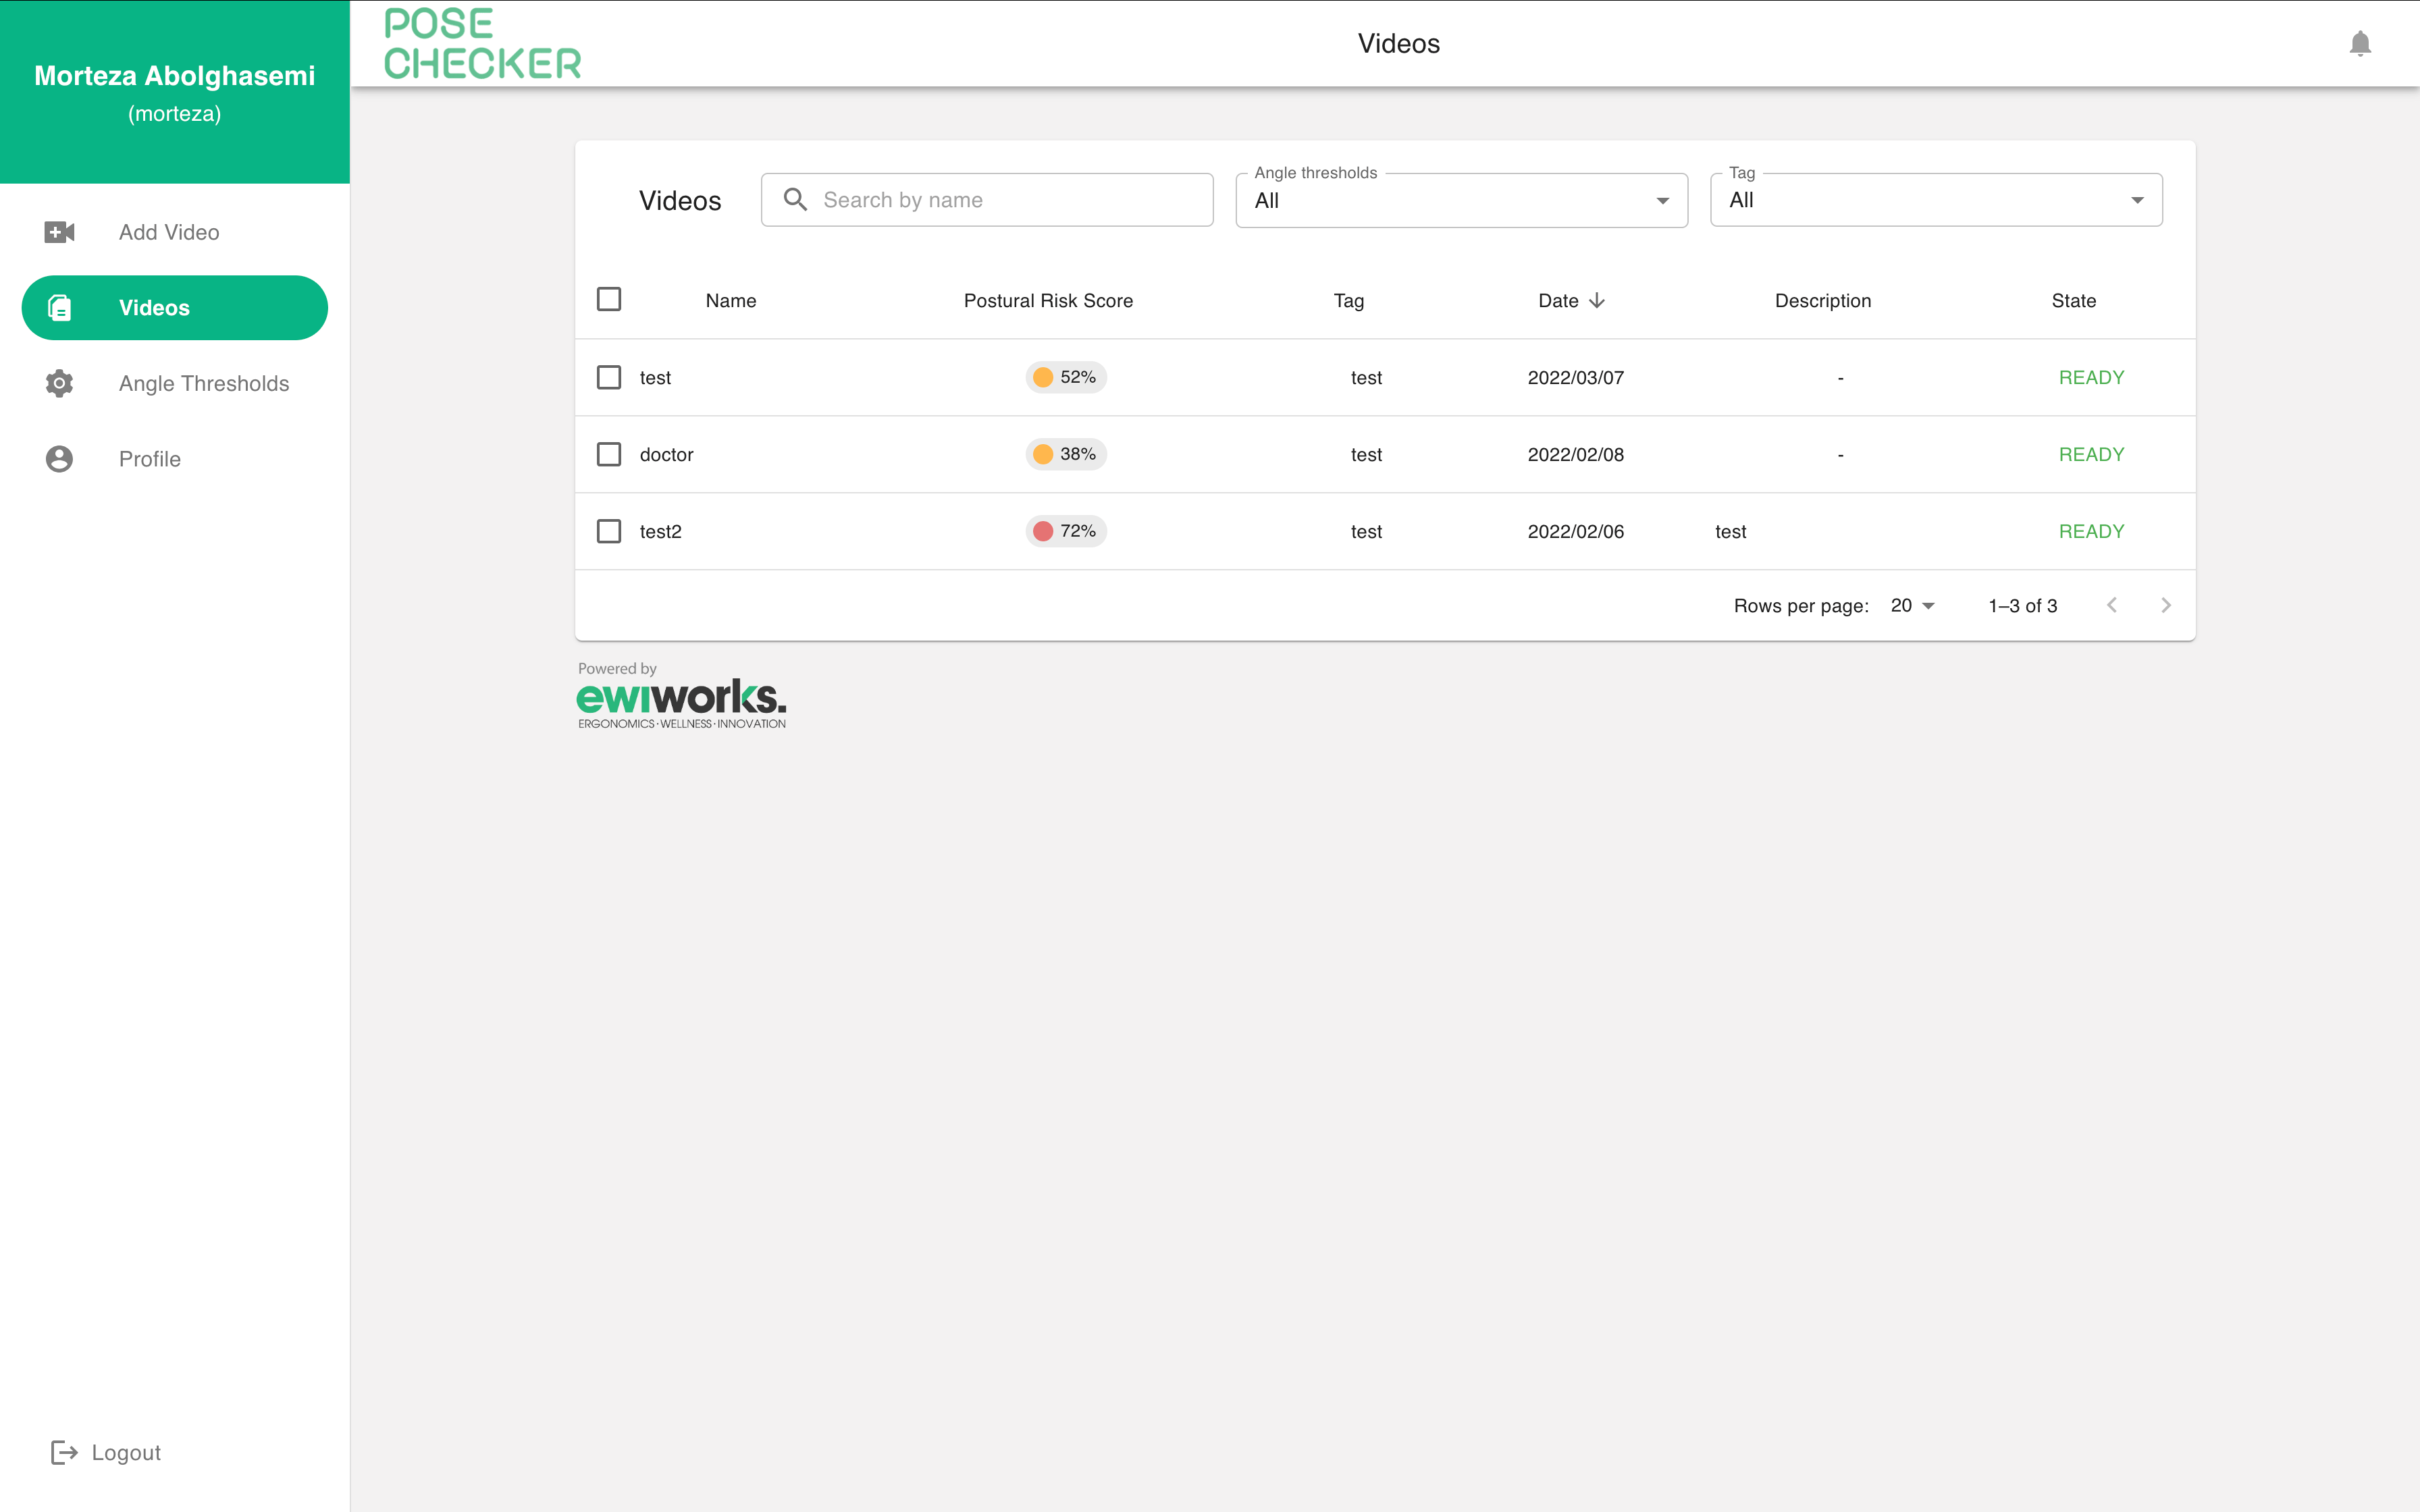 Morteza Abolghasemi
(morteza)
Add Video
Videos
Angle Thresholds
Profile
Logout
POSE
CHECKER
Videos
Videos
Search by name
Angle thresholds
All
Tag
All
Name Postural Risk Score Tag Date Description State
test 52% test 2022/03/07 - READY
doctor 38% test 2022/02/08 - READY
test2 72% test 2022/02/06 test READY
Rows per page: 20 1–3 of 3
Powered by
ewiworks.
ERGONOMICS·WELLNESS·INNOVATION